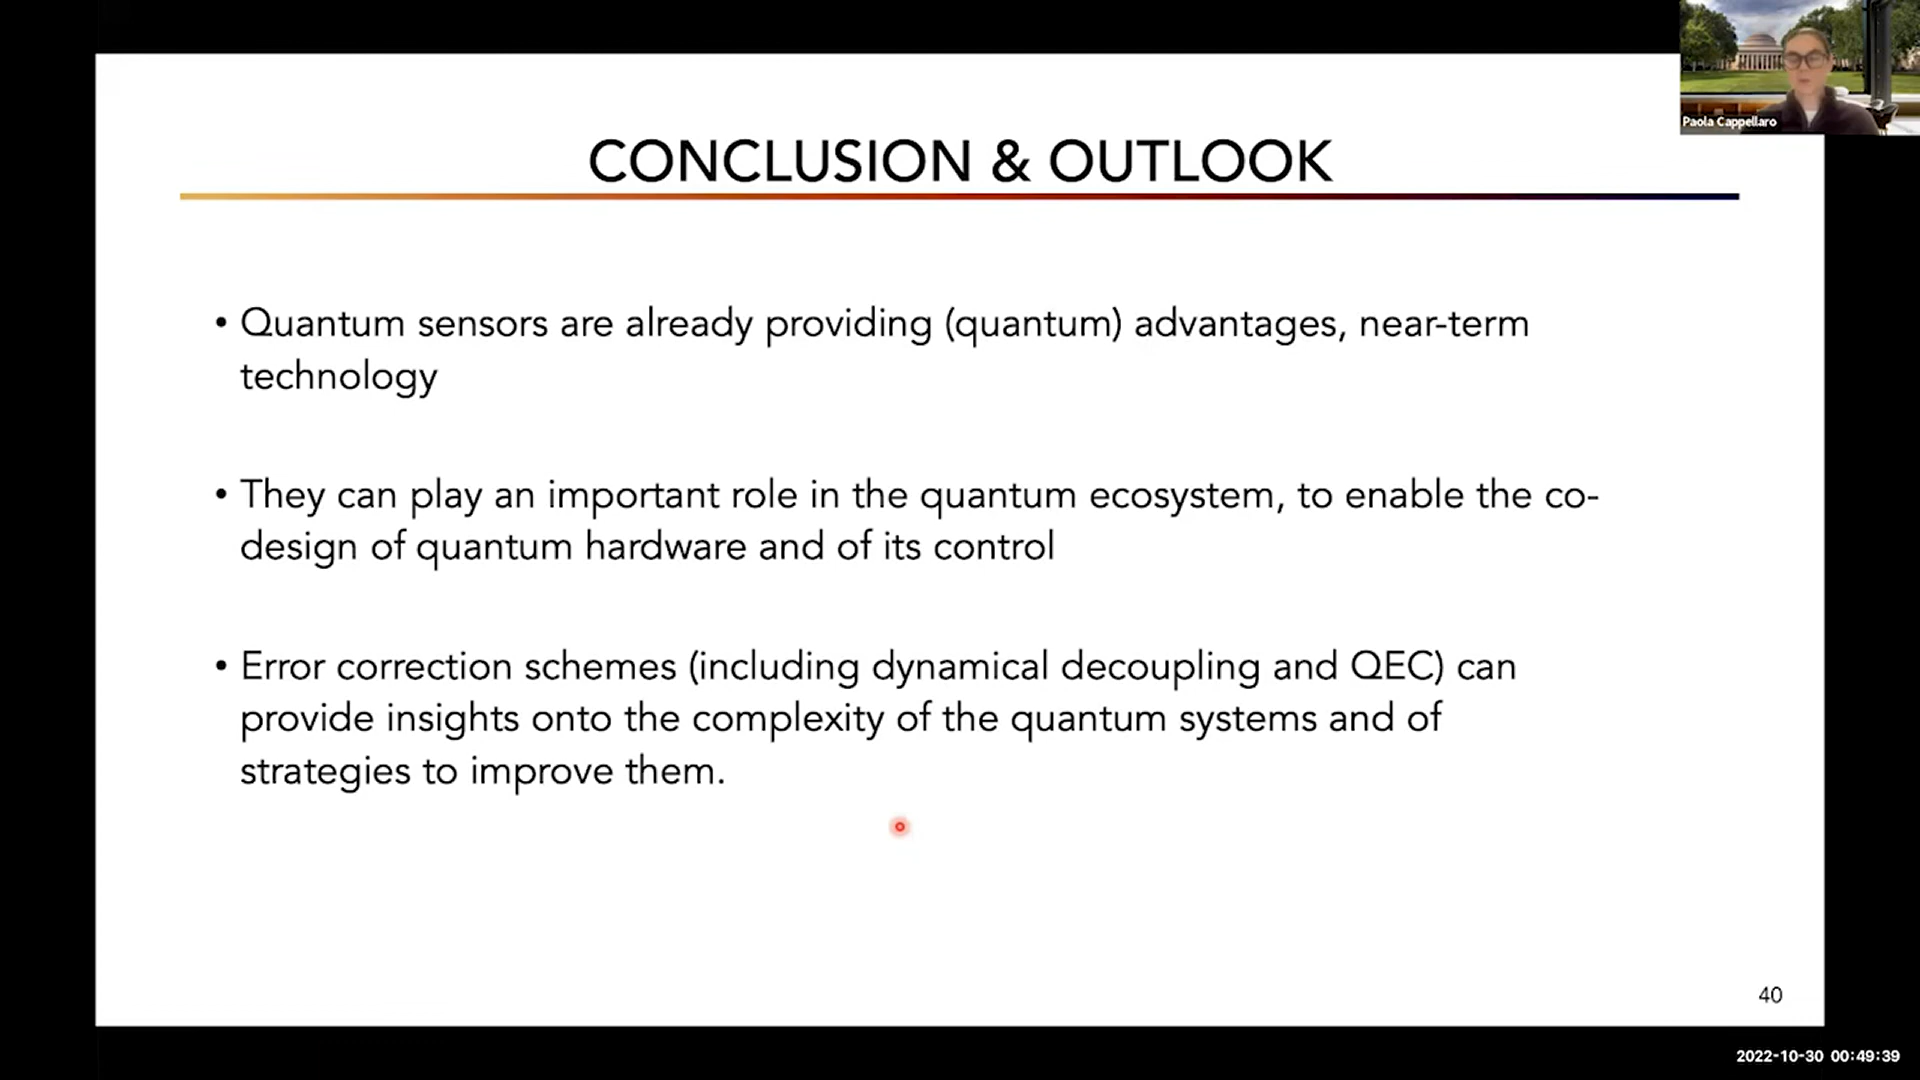 Paola Cappellaro
CONCLUSION & OUTLOOK
• Quantum sensors are already providing (quantum) advantages, near-term
technology
• They can play an important role in the quantum ecosystem, to enable the co-
design of quantum hardware and of its control
• Error correction schemes (including dynamical decoupling and QEC) can
provide insights onto the complexity of the quantum systems and of
strategies to improve them.
40
2022-10-30 00:49:39